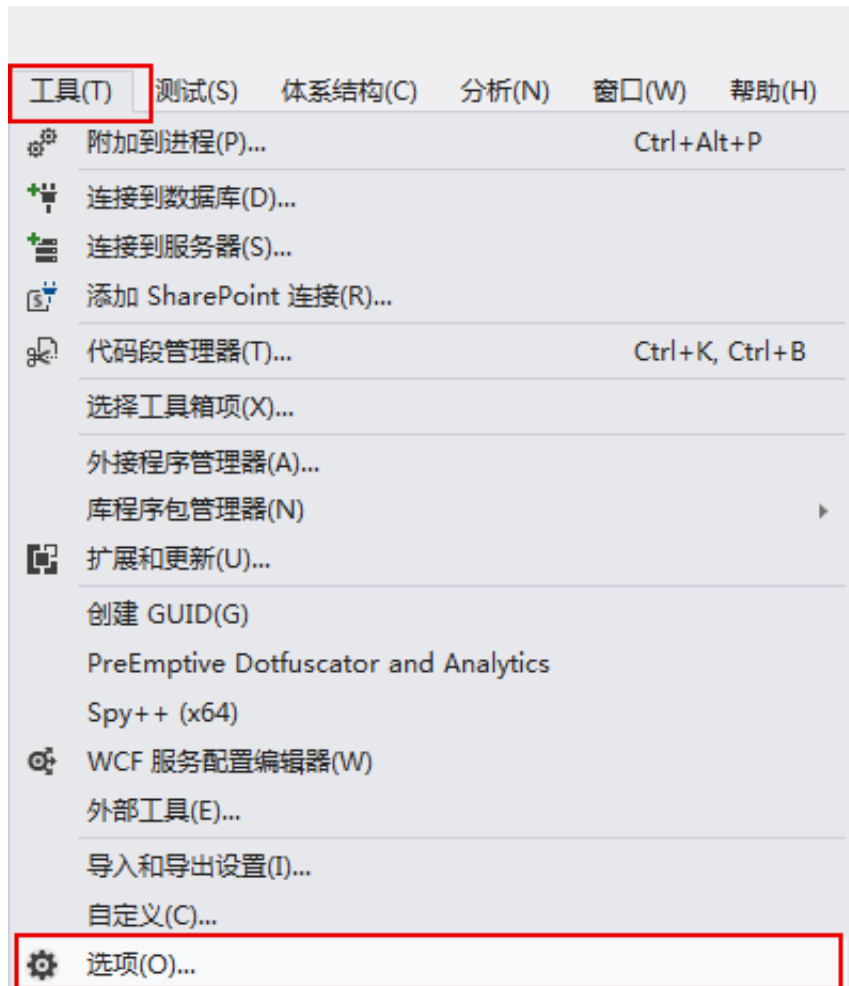 工具(T) 测试(S) 体系结构(C) 分析(N) 窗口(W) 帮助(H)
附加到进程(P)... Ctrl+Alt+P
连接到数据库(D)...
连接到服务器(S)...
添加 SharePoint 连接(R)...
代码段管理器(T)... Ctrl+K, Ctrl+B
选择工具箱项(X)...
外接程序管理器(A)...
库程序包管理器(N)
扩展和更新(U)...
创建 GUID(G)
PreEmptive Dotfuscator and Analytics
Spy++ (x64)
WCF 服务配置编辑器(W)
外部工具(E)...
导入和导出设置(I)...
自定义(C)...
选项(O)...